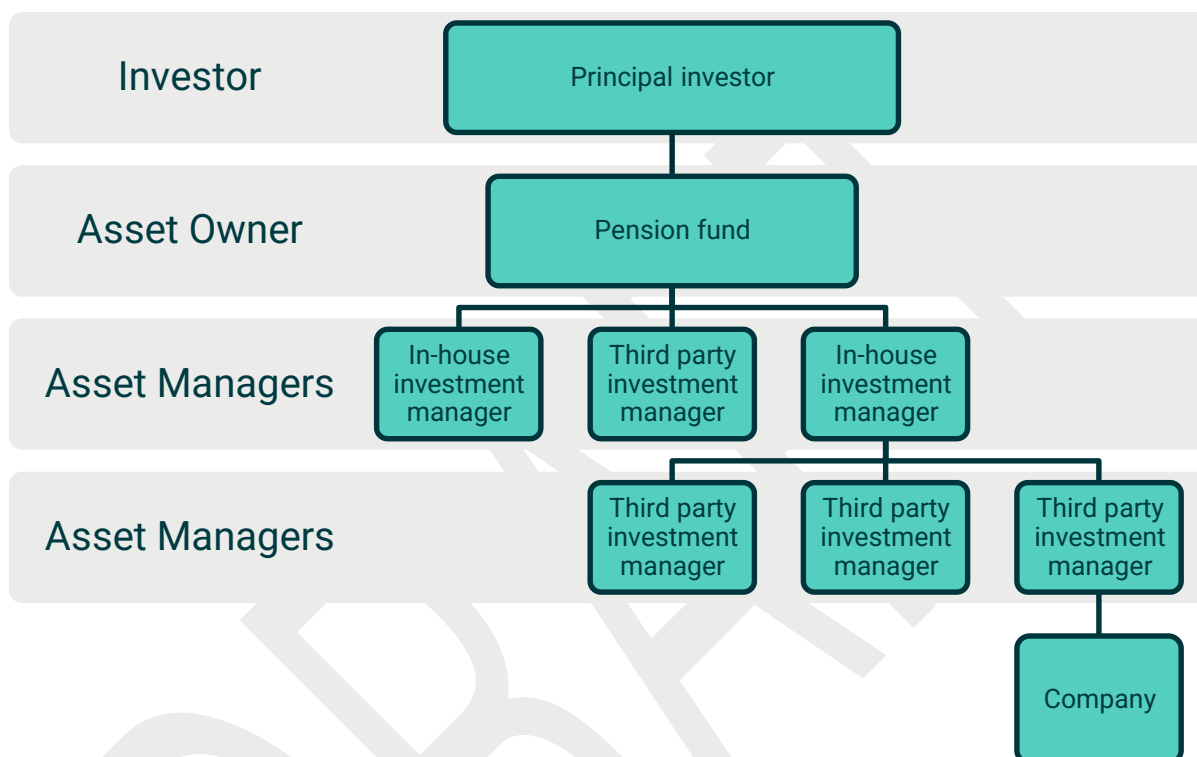 Investor
Principal investor
Asset Owner
Pension fund
Asset Managers
In-house
investment
manager
Third party
investment
manager
In-house
investment
manager
Asset Managers
Third party
investment
manager
Third party
investment
manager
Third party
investment
manager
Company